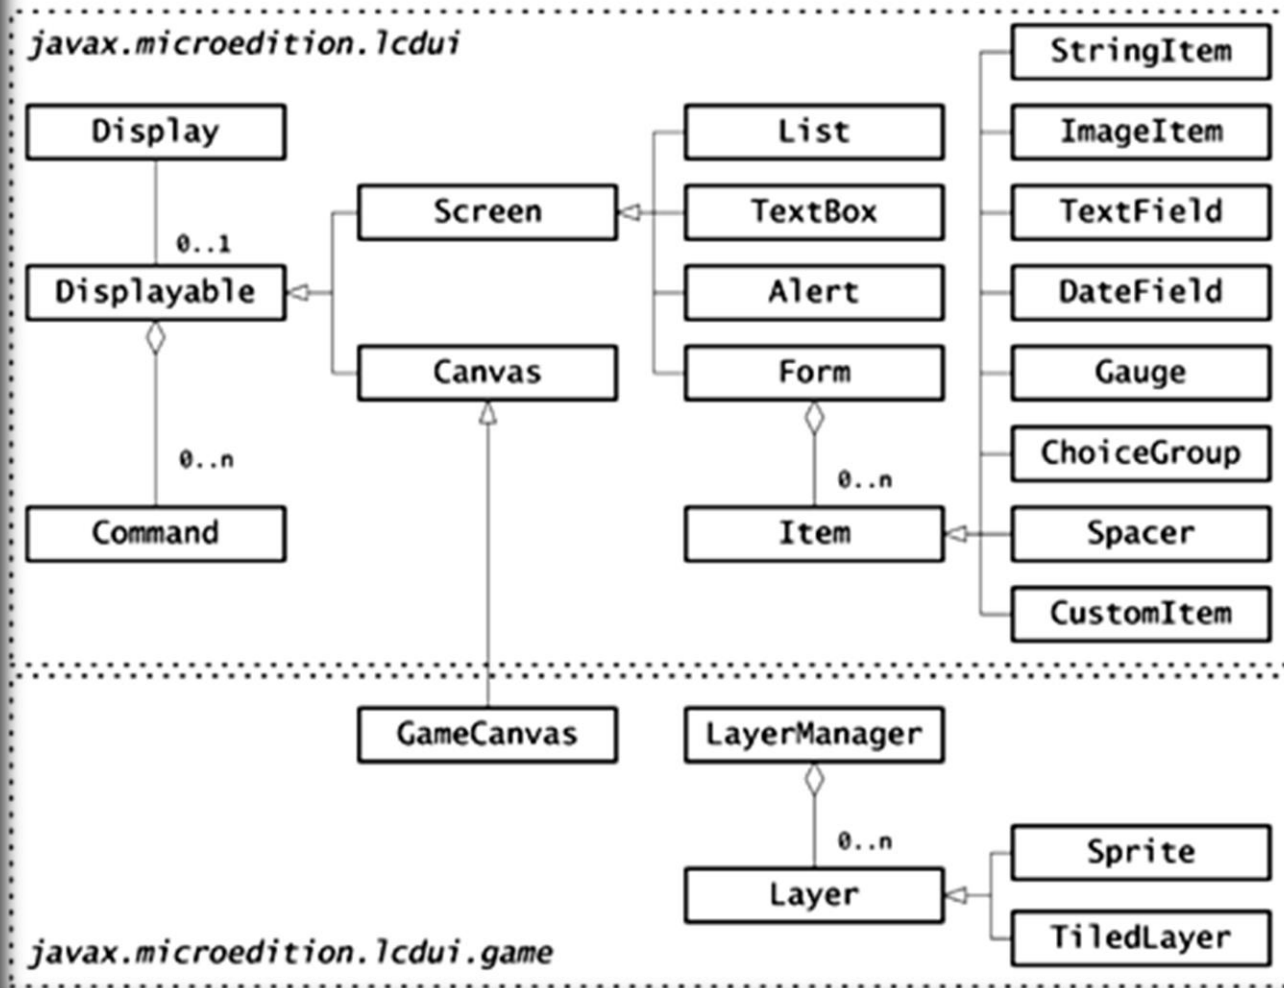 javax.microedition.lcdui
StringItem
Display
List
ImageItem
Screen
TextBox
TextField
0..1
Displayable
Alert
DateField
Canvas
Form
Gauge
0..n
0..n
ChoiceGroup
Command
Item
Spacer
CustomItem
GameCanvas
LayerManager
0..n
Sprite
Layer
TiledLayer
javax.microedition.lcdui.game